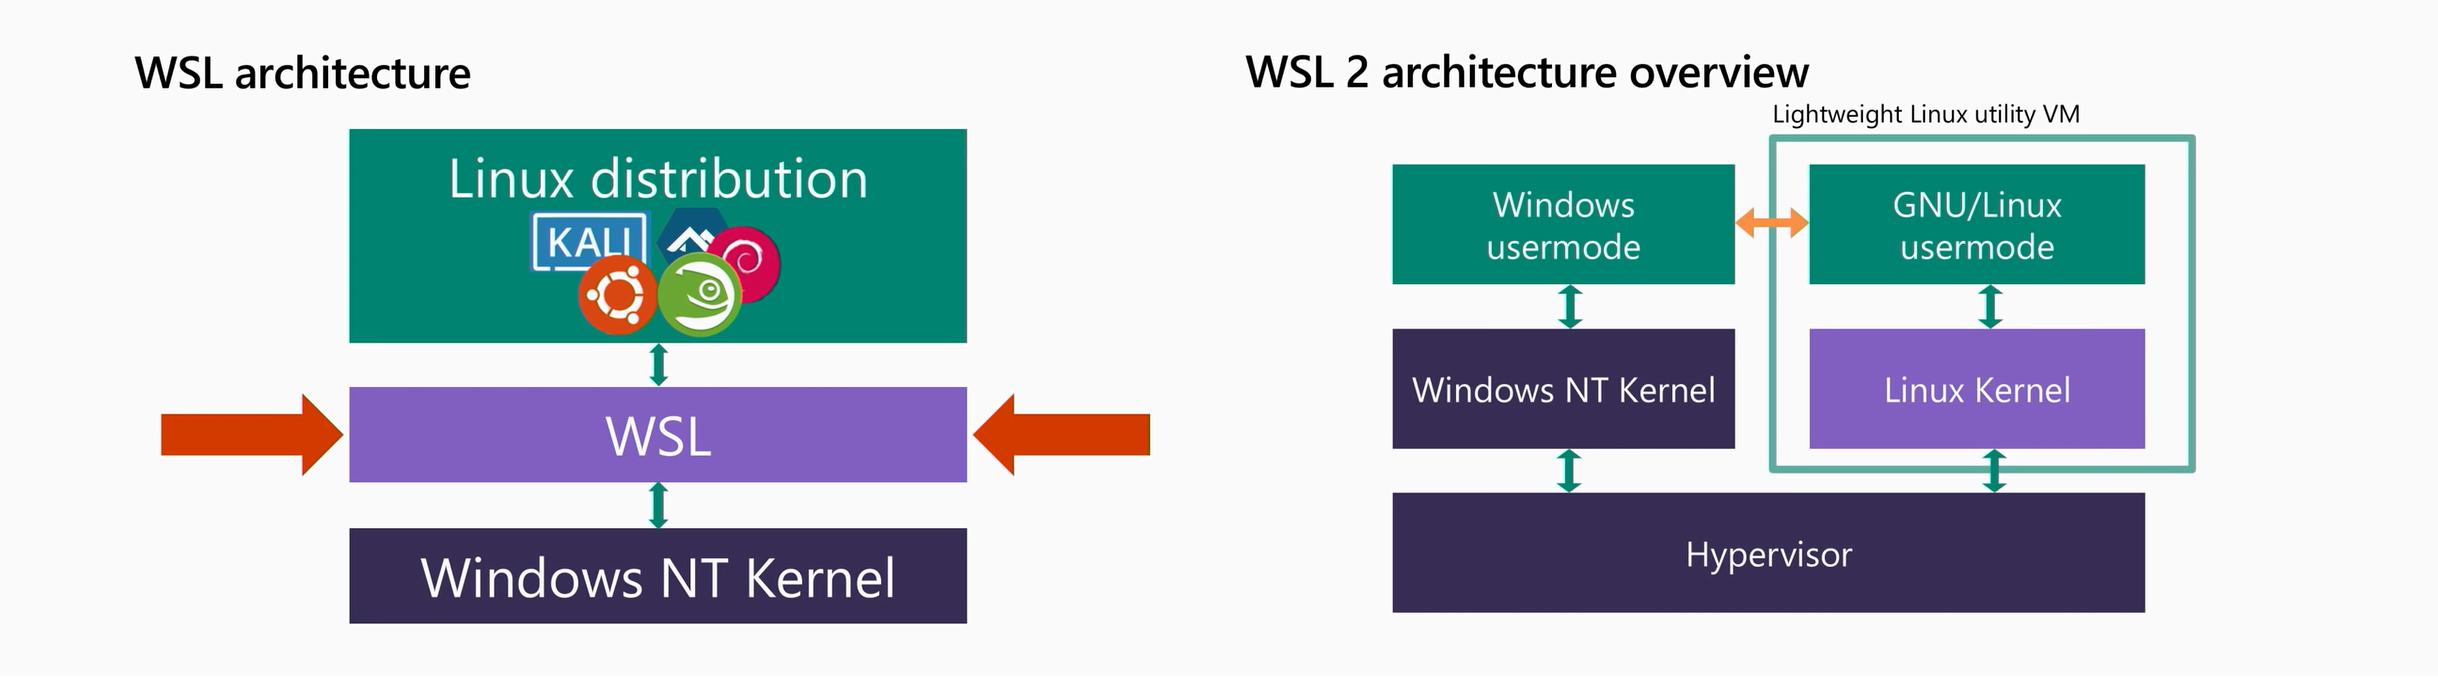 WSL architecture
Linux distribution
KALI
WSL
Windows NT Kernel
WSL 2 architecture overview
Lightweight Linux utility VM
Windows
usermode
GNU/Linux
usermode
Windows NT Kernel
Linux Kernel
Hypervisor